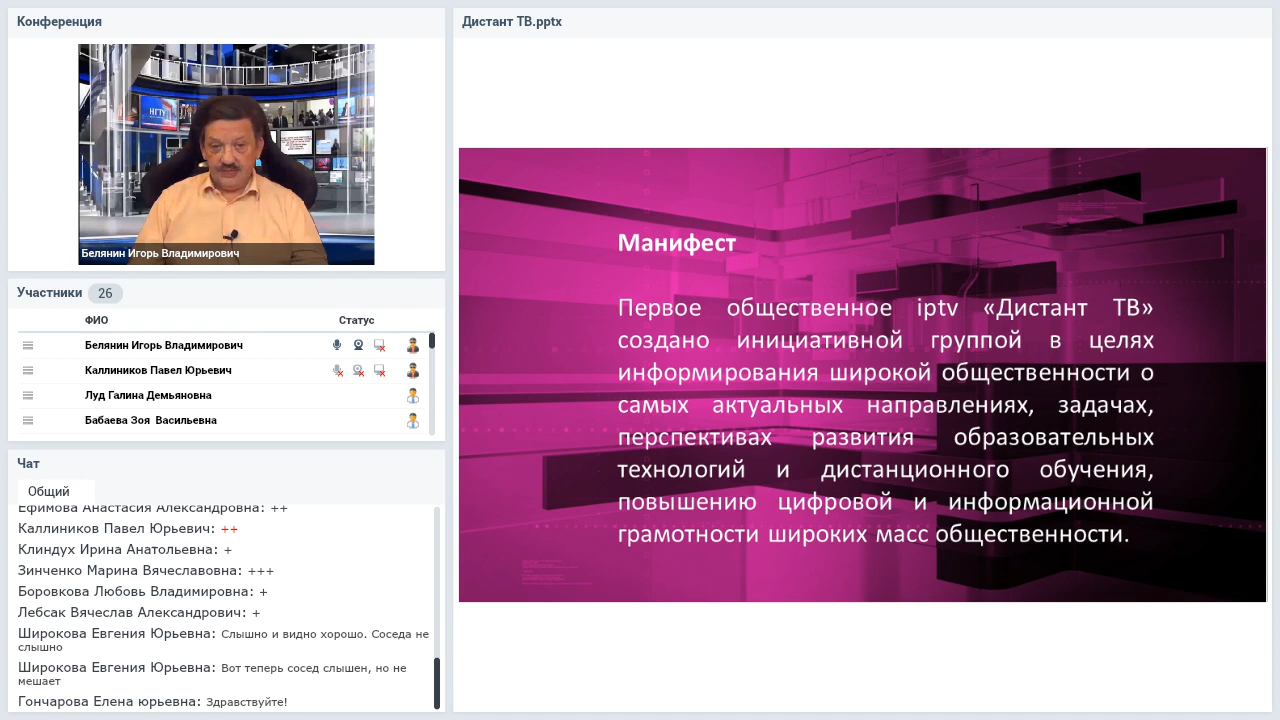 Конференция
НГТУ
Белянин Игорь Владимирович
Участники 26
ФИО Статус
Белянин Игорь Владимирович
Каллиников Павел Юрьевич
Луд Галина Демьяновна
Бабаева Зоя Васильевна
Чат
Общий
Ефимова Анастасия Александровна: ++
Каллиников Павел Юрьевич: ++
Клиндух Ирина Анатольевна: +
Зинченко Марина Вячеславовна: +++
Боровкова Любовь Владимировна: +
Лебсак Вячеслав Александрович: +
Широкова Евгения Юрьевна: Слышно и видно хорошо. Соседа не
слышно
Широкова Евгения Юрьевна: Вот теперь сосед слышен, но не
мешает
Гончарова Елена юрьевна: Здравствуйте!
Дистант ТВ.pptx
Манифест
Первое общественное iptv «Дистант ТВ»
создано инициативной группой в целях
информирования широкой общественности о
самых актуальных направлениях, задачах,
перспективах развития образовательных
технологий и дистанционного обучения,
повышению цифровой и информационной
грамотности широких масс общественности.